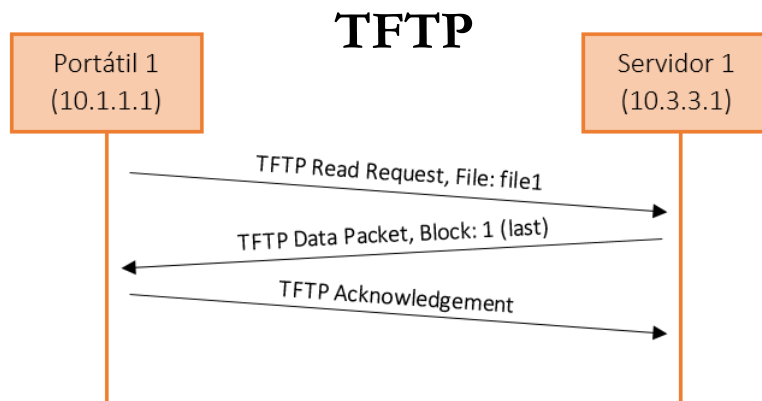 TFTP
Portátil 1
(10.1.1.1)
Servidor 1
(10.3.3.1)
TFTP Read Request, File: file1
TFTP Data Packet, Block: 1 (last)
TFTP Acknowledgement